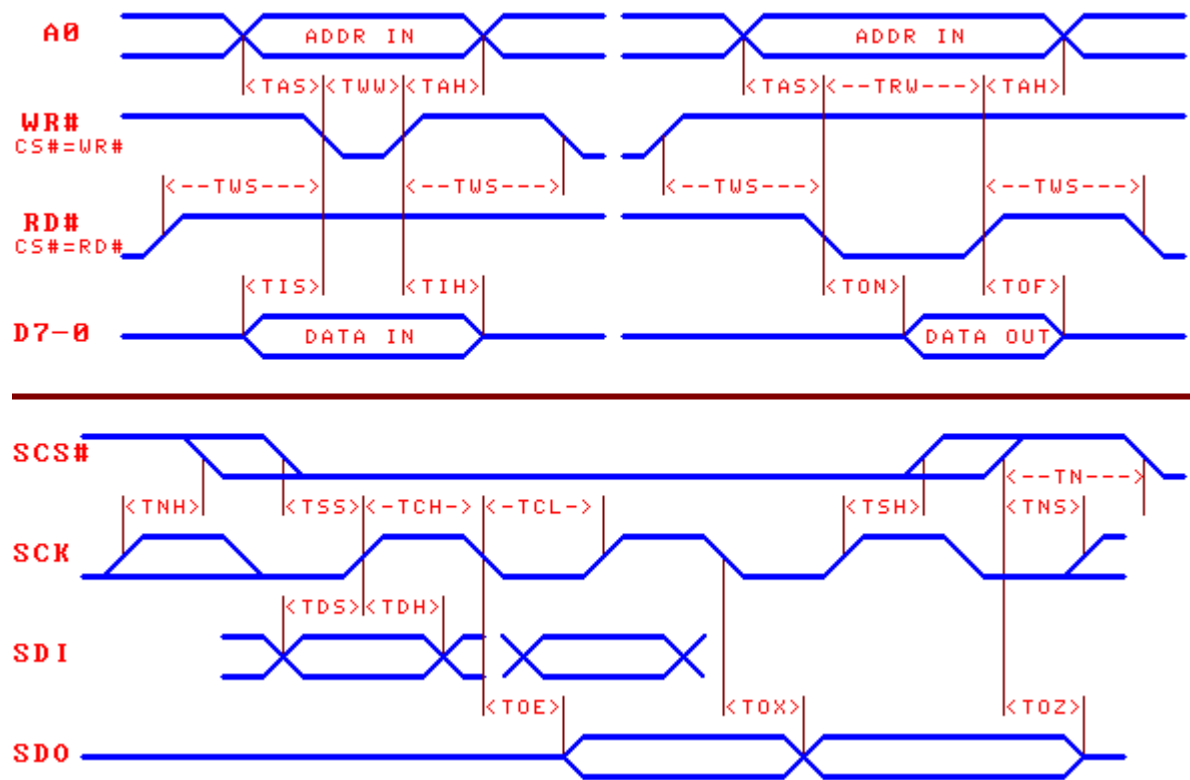 A0 ADDR IN ADDR IN
<TAS> <TWW> <TAH> <TAS> <--TRW---> <TAH>
WR#
CS#=WR#
<--TWS---> <--TWS---> <--TWS---> <--TWS--->
RD#
CS#=RD#
<TIS> <TIH> <TON> <TOF>
D7-0 DATA IN DATA OUT
SCS#
<--TN--->
<TNH> <TSS> <-TCH-> <-TCL-> <TSH> <TNS>
SCK
<TDS> <TDH>
SDI
<TOE> <TOX> <TOZ>
SDO